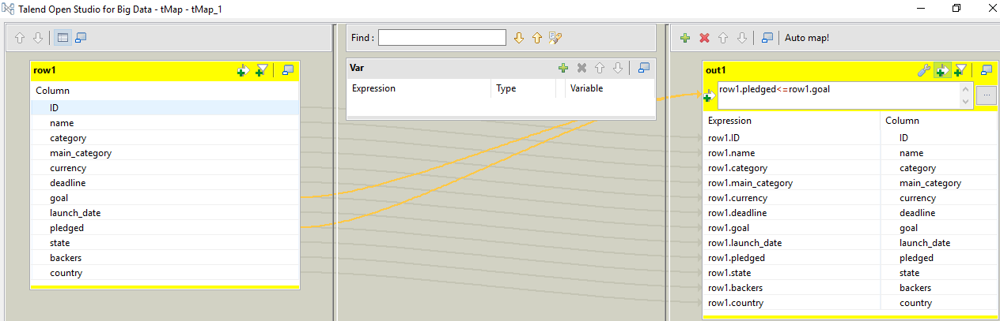 Talend Open Studio for Big Data - tMap - tMap_1
Find :
Auto map!
row1
Column
ID
name
category
main_category
currency
deadline
goal
launch_date
pledged
state
backers
country
Var
Expression Type Variable
out1
row1.pledged<=row1.goal
...
Expression Column
row1.ID ID
row1.name name
row1.category category
row1.main_category main_category
row1.currency currency
row1.deadline deadline
row1.goal goal
row1.launch_date launch_date
row1.pledged pledged
row1.state state
row1.backers backers
row1.country country